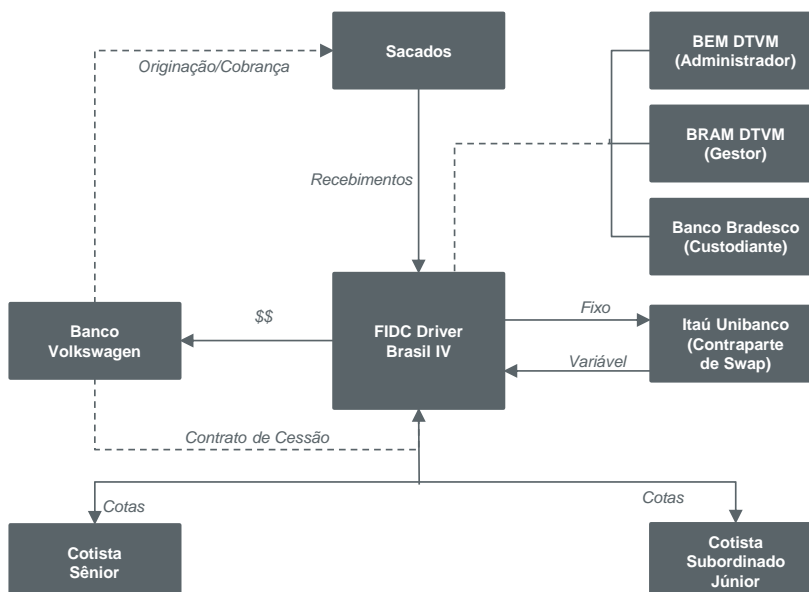 Sacados
BEM DTVM
(Administrador)
Originação/Cobrança
BRAM DTVM
(Gestor)
Recebimentos
Banco Bradesco
(Custodiante)
Banco
Volkswagen
$$
FIDC Driver
Brasil IV
Fixo
Variável
Itaú Unibanco
(Contraparte
de Swap)
Contrato de Cessão
Cotas
Cotas
Cotista
Sênior
Cotista
Subordinado
Júnior